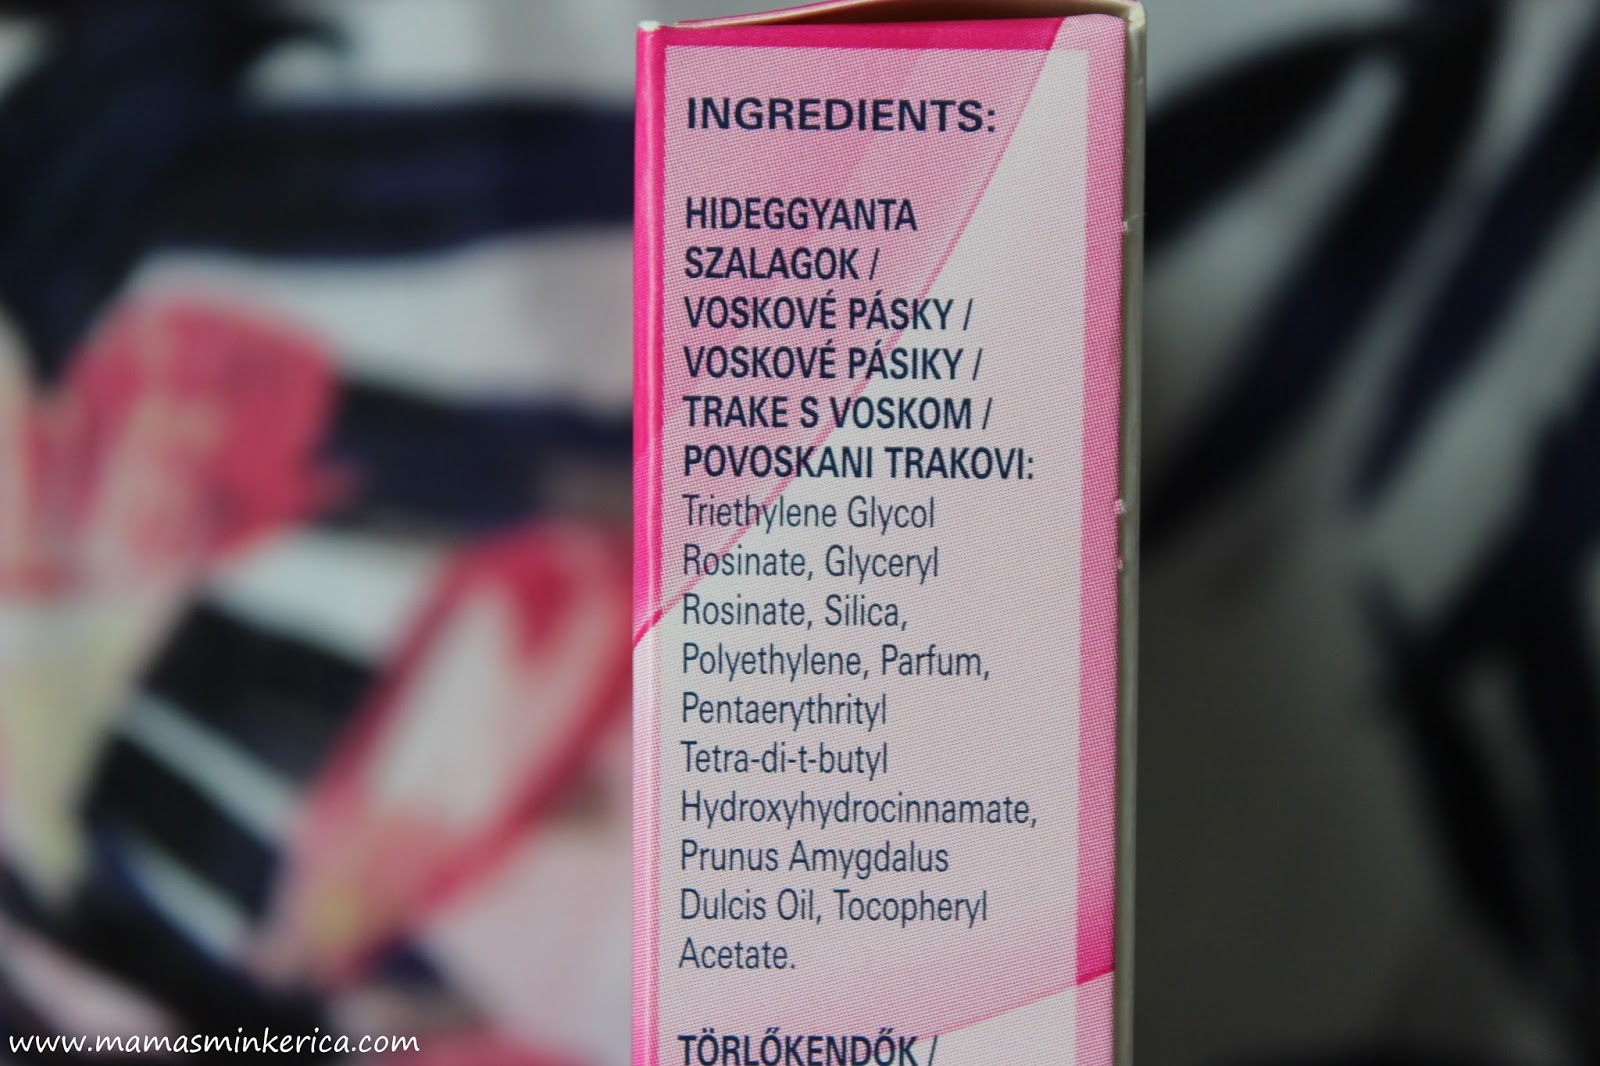 INGREDIENTS:
HIDEGGYANTA
SZALAGOK /
VOSKOVÉ PÁSKY /
VOSKOVÉ PÁSIKY /
TRAKE S VOSKOM /
POVOSKANI TRAKOVI:
Triethylene Glycol
Rosinate, Glyceryl
Rosinate, Silica,
Polyethylene, Parfum,
Pentaerythrityl
Tetra-di-t-butyl
Hydroxyhydrocinnamate,
Prunus Amygdalus
Dulcis Oil, Tocopheryl
Acetate.
TÖRLŐKENDŐK /
www.mamasminkerica.com